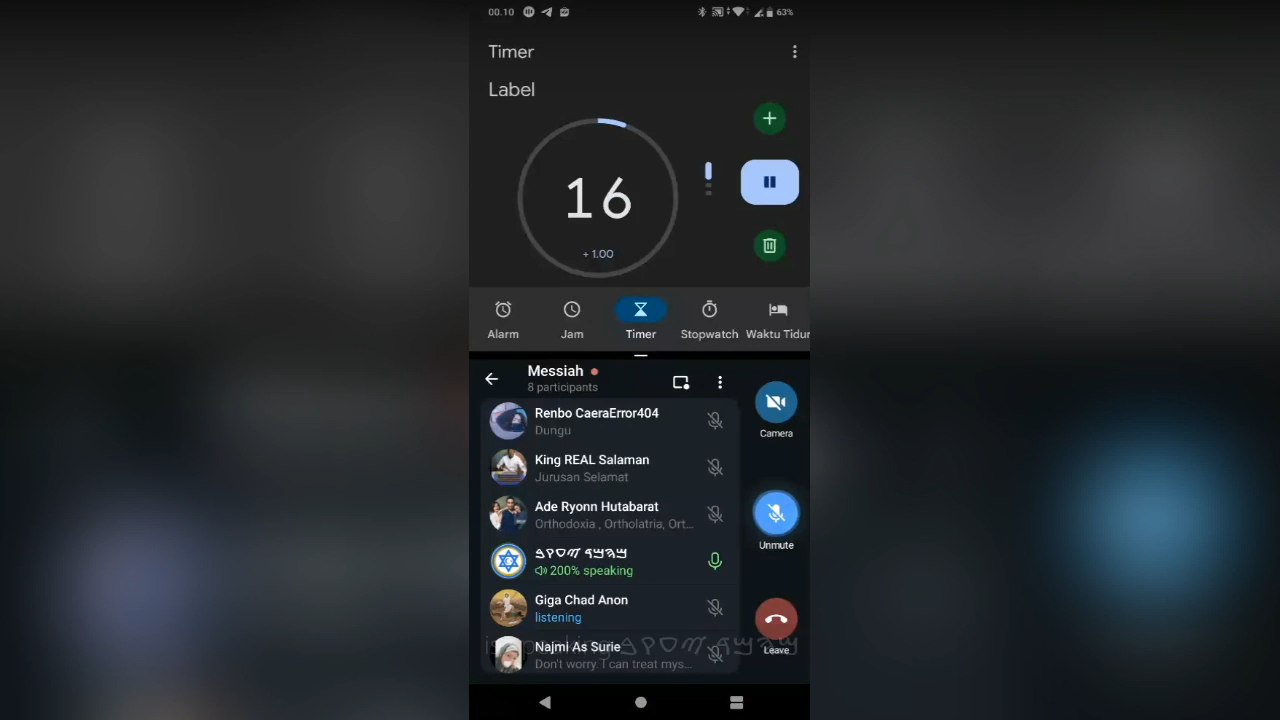 00.10
63%
Timer
Label
16
+ 1.00
Alarm
Jam
Timer
Stopwatch
Waktu Tidur
Messiah
8 participants
Renbo CaeraError404
Dungu
King REAL Salaman
Jurusan Selamat
Ade Ryonn Hutabarat
Orthodoxia , Ortholatria, Ort...
200% speaking
Giga Chad Anon
listening
Najmi As Surie
Don't worry. I can treat mys...
Camera
Unmute
Leave